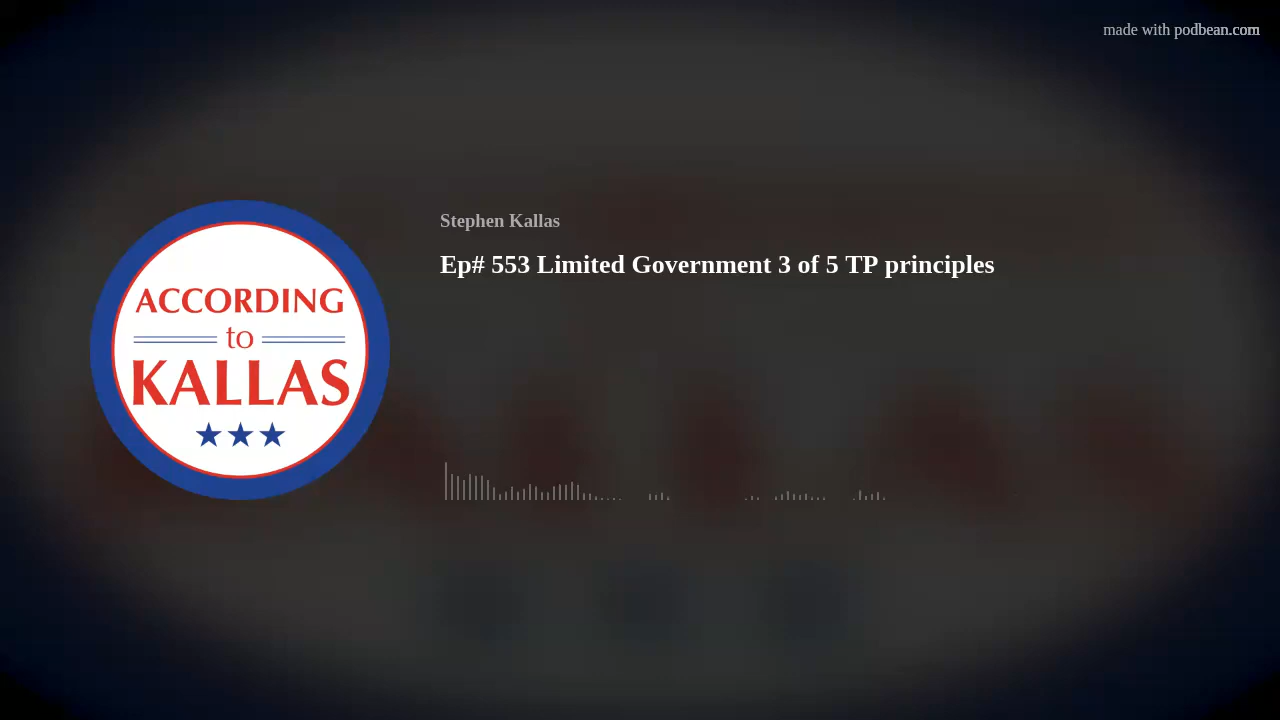 made with podbean.com
Stephen Kallas
Ep# 553 Limited Government 3 of 5 TP principles
ACCORDING
to
KALLAS